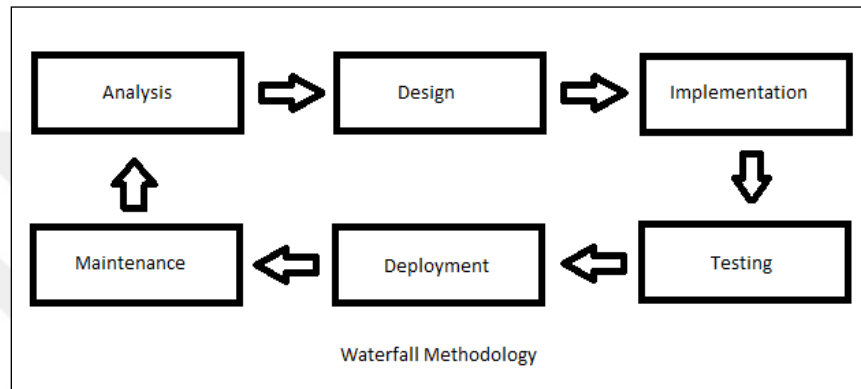 Analysis
Design
Implementation
Maintenance
Deployment
Testing
Waterfall Methodology